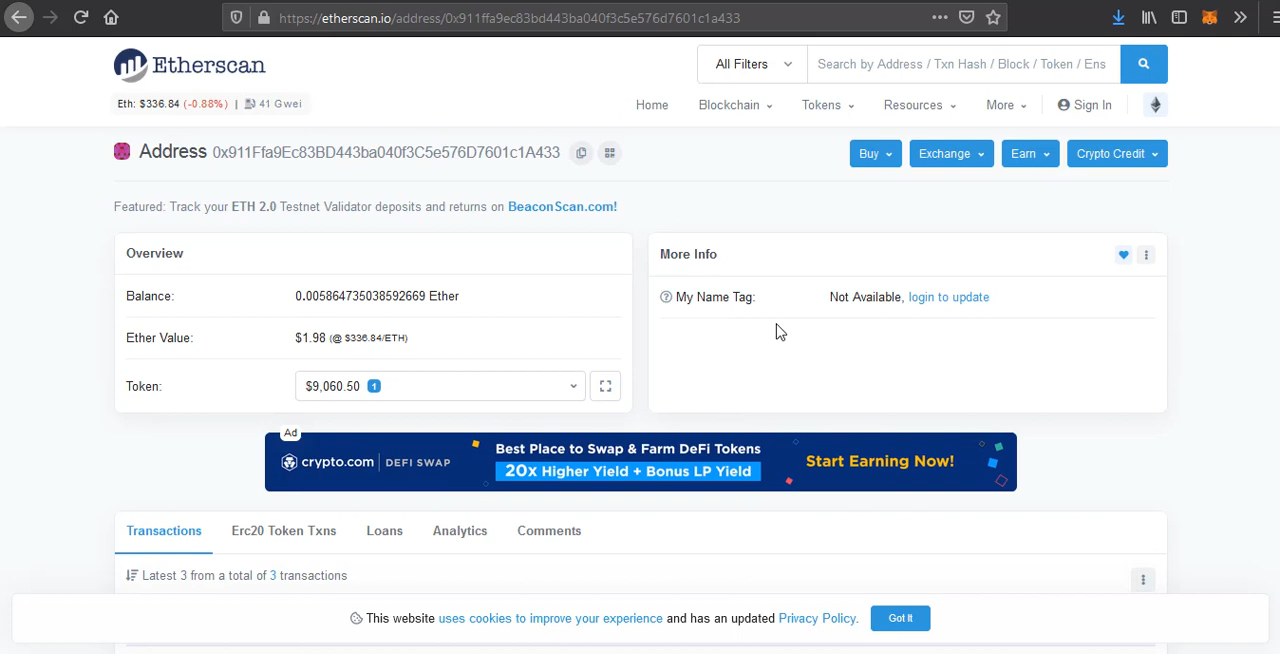 https://etherscan.io/address/0x911ffa9ec83bd443ba040f3c5e576d7601c1a433
Etherscan
All Filters
Search by Address / Txn Hash / Block / Token / Ens
Eth: $336.84 (-0.88%) | 41 Gwei
Home Blockchain Tokens Resources More Sign In
Address 0x911Ffa9Ec83BD443ba040f3C5e576D7601c1A433
Buy Exchange Earn Crypto Credit
Featured: Track your ETH 2.0 Testnet Validator deposits and returns on BeaconScan.com!
Overview
Balance: 0.005864735038592669 Ether
Ether Value: $1.98 (@ $336.84/ETH)
Token: $9,060.50 1
More Info
My Name Tag: Not Available, login to update
Ad
crypto.com | DEFI SWAP
Best Place to Swap & Farm DeFi Tokens
20x Higher Yield + Bonus LP Yield
Start Earning Now!
Transactions Erc20 Token Txns Loans Analytics Comments
Latest 3 from a total of 3 transactions
This website uses cookies to improve your experience and has an updated Privacy Policy.
Got It